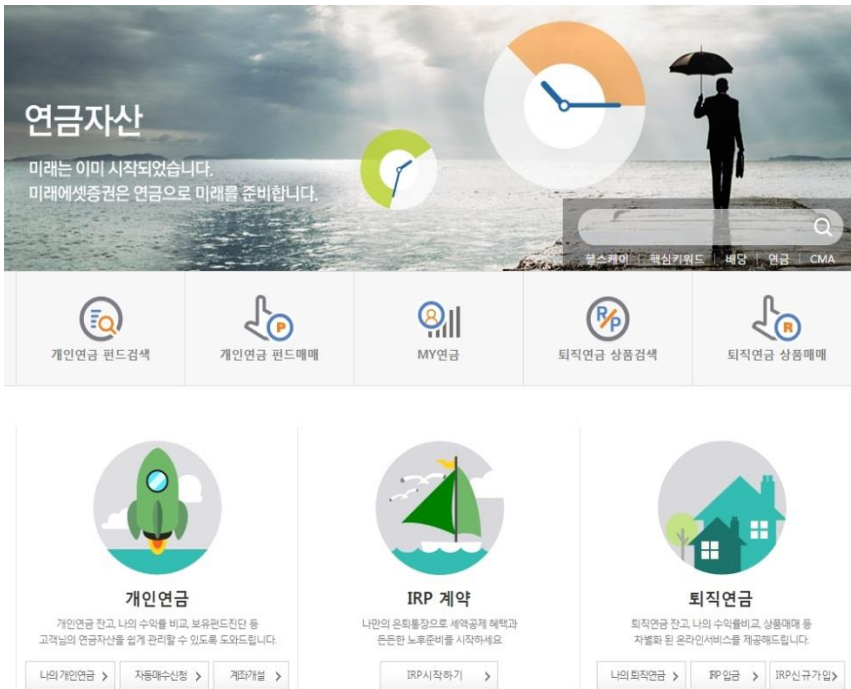 연금자산
미래는 이미 시작되었습니다.
미래에셋증권은 연금으로 미래를 준비합니다.
헬스케어 | 핵심키워드 | 배당 | 연금 | CMA
개인연금 펀드검색
P
개인연금 펀드매매
MY연금
R/P
퇴직연금 상품검색
R
퇴직연금 상품매매
개인연금
개인연금 잔고, 나의 수익률 비교, 보유펀드진단 등
고객님의 연금자산을 쉽게 관리할 수 있도록 도와드립니다.
나의 개인연금 >
자동매수신청 >
계좌개설 >
IRP 계약
나만의 은퇴통장으로 세액공제 혜택과
든든한 노후준비를 시작하세요
IRP시작하기 >
퇴직연금
퇴직연금 잔고, 나의 수익률비교, 상품매매 등
차별화 된 온라인서비스를 제공해드립니다.
나의 퇴직연금 >
IRP 입금 >
IRP신규가입 >